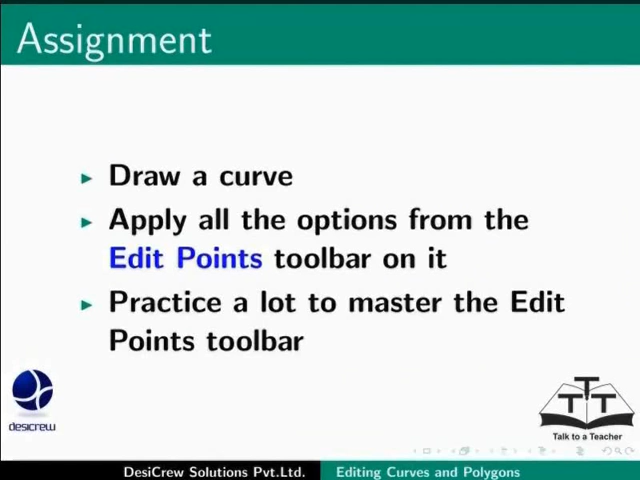 Assignment
Draw a curve
Apply all the options from the
Edit Points toolbar on it
Practice a lot to master the Edit
Points toolbar
desicrew
TTT
Talk to a Teacher
DesiCrew Solutions Pvt.Ltd.
Editing Curves and Polygons